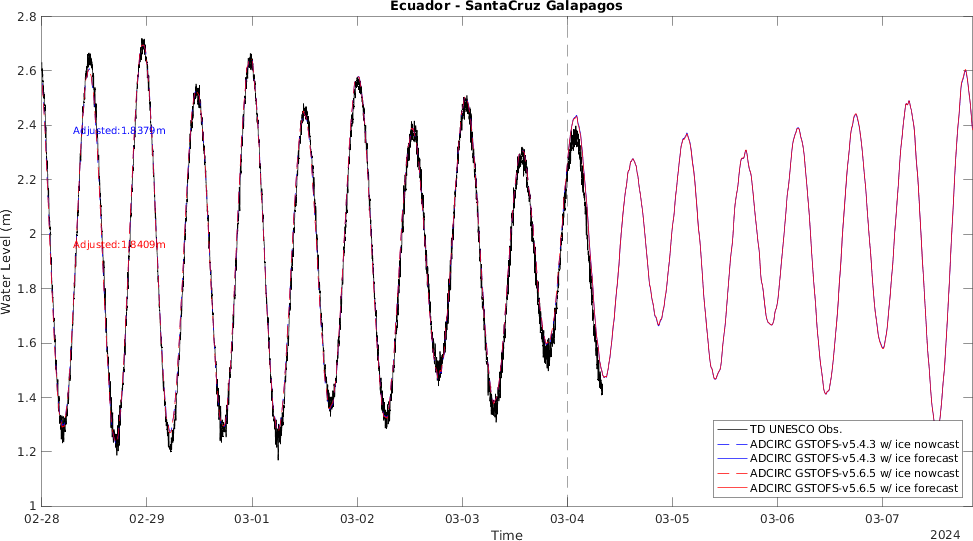 Ecuador - SantaCruz Galapagos
2.8
2.6
2.4
2.2
2
1.8
1.6
1.4
1.2
1
Water Level (m)
Adjusted:1.8379m
Adjusted:1.8409m
TD UNESCO Obs.
ADCIRC GSTOFS-v5.4.3 w/ ice nowcast
ADCIRC GSTOFS-v5.4.3 w/ ice forecast
ADCIRC GSTOFS-v5.6.5 w/ ice nowcast
ADCIRC GSTOFS-v5.6.5 w/ ice forecast
02-28 02-29 03-01 03-02 03-03 03-04 03-05 03-06 03-07
Time
2024